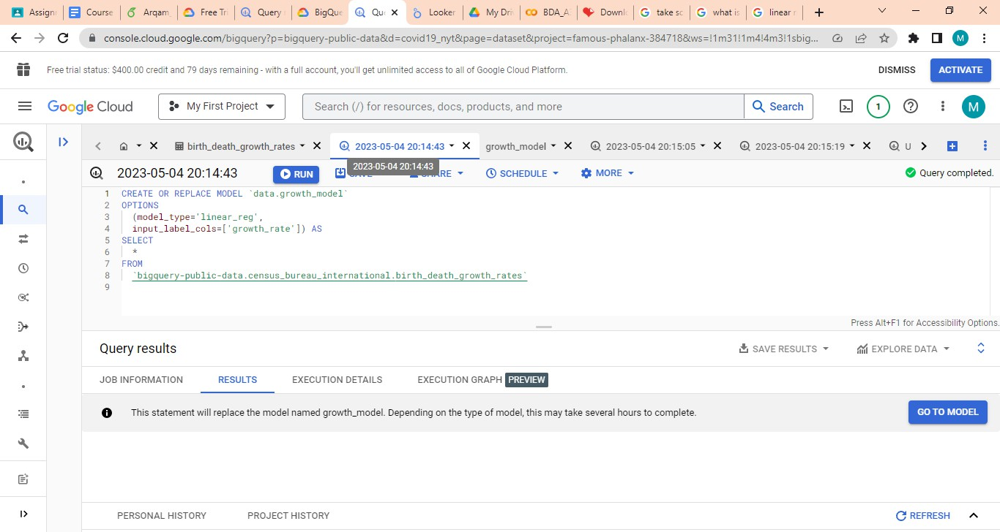 Assignn
Course
Arqam_
Free Tri
Query
BigQue
Qu
Looker
My Driv
BDA_A
Downl
take sc
what is
linear r
console.cloud.google.com/bigquery?p=bigquery-public-data&d=covid19_nyt&page=dataset&project=famous-phalanx-384718&ws=!1m31!1m4!4m3!1sbig...
M
Free trial status: $400.00 credit and 79 days remaining - with a full account, you'll get unlimited access to all of Google Cloud Platform.
DISMISS
ACTIVATE
Google Cloud
My First Project
Search (/) for resources, docs, products, and more
Search
1
M
birth_death_growth_rates
2023-05-04 20:14:43
growth_model
2023-05-04 20:15:05
2023-05-04 20:15:19
U
2023-05-04 20:14:43
2023-05-04 20:14:43
RUN
SAVE
SHARE
SCHEDULE
MORE
Query completed.
1 CREATE OR REPLACE MODEL `data.growth_model`
2 OPTIONS
3 (model_type='linear_reg',
4 input_label_cols=['growth_rate']) AS
5 SELECT
6 *
7 FROM
8 `bigquery-public-data.census_bureau_international.birth_death_growth_rates`
9
Press Alt+F1 for Accessibility Options.
Query results
SAVE RESULTS
EXPLORE DATA
JOB INFORMATION
RESULTS
EXECUTION DETAILS
EXECUTION GRAPH PREVIEW
This statement will replace the model named growth_model. Depending on the type of model, this may take several hours to complete.
GO TO MODEL
PERSONAL HISTORY
PROJECT HISTORY
REFRESH